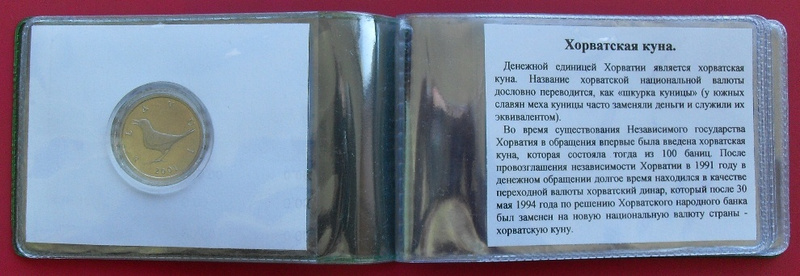 Хорватская куна.
Денежной единицей Хорватии является хорватская
куна. Название хорватской национальной валюты
дословно переводится, как «шкурка куницы» (у южных
славян меха куницы часто заменяли деньги и служили их
эквивалентом).
Во время существования Независимого государства
Хорватия в обращения впервые была введена хорватская
куна, которая состояла тогда из 100 баниц. После
провозглашения независимости Хорватии в 1991 году в
денежном обращении долгое время находился в качестве
переходной валюты хорватский динар, который после 30
мая 1994 года по решению Хорватского народного банка
был заменен на новую национальную валюту страны -
хорватскую куну.